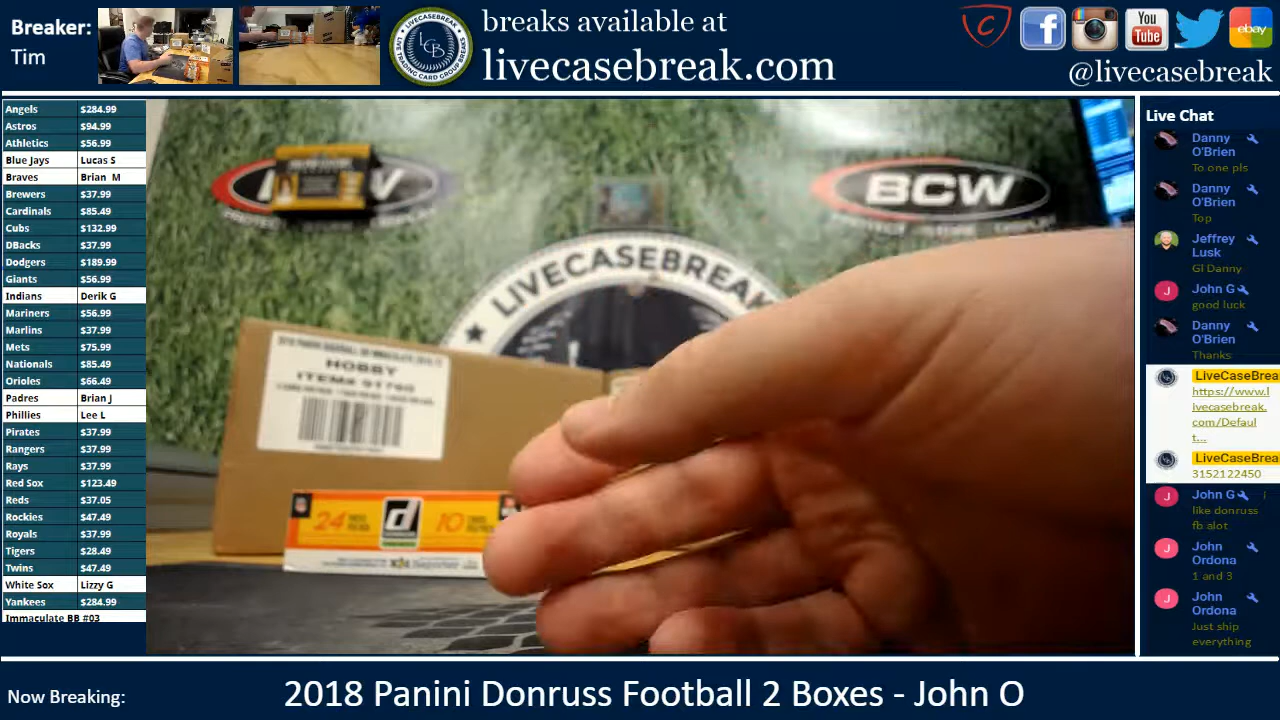 Breaker:
Tim
breaks available at
livecasebreak.com
LCB
You
Tube
ebay
@livecasebreak
Angels $284.99
Astros $94.99
Athletics $56.99
Blue Jays Lucas S
Braves Brian M
Brewers $37.99
Cardinals $85.49
Cubs $132.99
DBacks $37.99
Dodgers $189.99
Giants $56.99
Indians Derik G
Mariners $56.99
Marlins $37.99
Mets $75.99
Nationals $85.49
Orioles $66.49
Padres Brian J
Phillies Lee L
Pirates $37.99
Rangers $37.99
Rays $37.99
Red Sox $123.49
Reds $37.05
Rockies $47.49
Royals $37.99
Tigers $28.49
Twins $47.49
White Sox Lizzy G
Yankees $284.99
Immaculate BB #03
BCW
LIVECASEBREAK
HOBBY
ITEM# 91760
24 d 10
DONRUSS
Live Chat
Danny
O'Brien
To one pls
Danny
O'Brien
Top
Jeffrey
Lusk
Gl Danny
John G
good luck
Danny
O'Brien
Thanks
LiveCaseBrea
https://www.l
ivecasebreak.
com/Defaul
t...
LiveCaseBrea
3152122450
John G I
like donruss
fb alot
John
Ordona
1 and 3
John
Ordona
Just ship
everything
Now Breaking:
2018 Panini Donruss Football 2 Boxes - John O